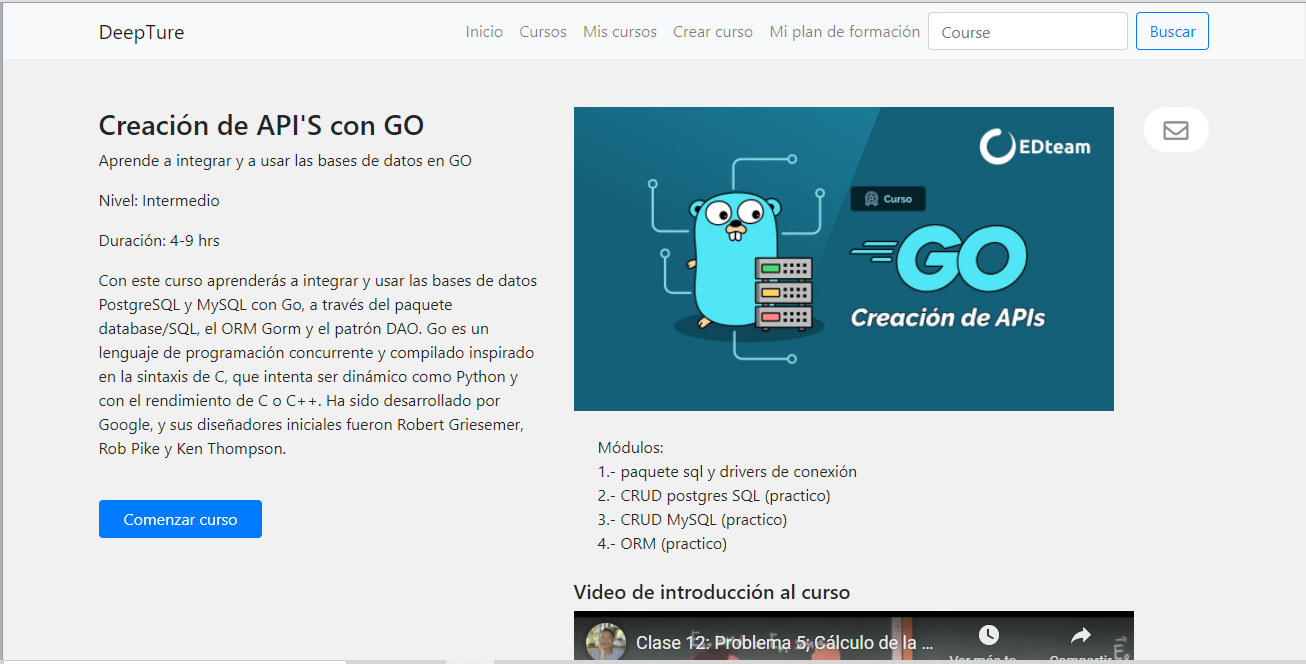 DeepTure
Inicio Cursos Mis cursos Crear curso Mi plan de formación Course Buscar
Creación de API'S con GO
Aprende a integrar y a usar las bases de datos en GO
Nivel: Intermedio
Duración: 4-9 hrs
Con este curso aprenderás a integrar y usar las bases de datos
PostgreSQL y MySQL con Go, a través del paquete
database/SQL, el ORM Gorm y el patrón DAO. Go es un
lenguaje de programación concurrente y compilado inspirado
en la sintaxis de C, que intenta ser dinámico como Python y
con el rendimiento de C o C++. Ha sido desarrollado por
Google, y sus diseñadores iniciales fueron Robert Griesemer,
Rob Pike y Ken Thompson.
Comenzar curso
EDteam
Curso
GO
Creación de APIs
Módulos:
1.- paquete sql y drivers de conexión
2.- CRUD postgres SQL (practico)
3.- CRUD MySQL (practico)
4.- ORM (practico)
Video de introducción al curso
Clase 12: Problema 5; Cálculo de la ...
Ver más ta... Compartir